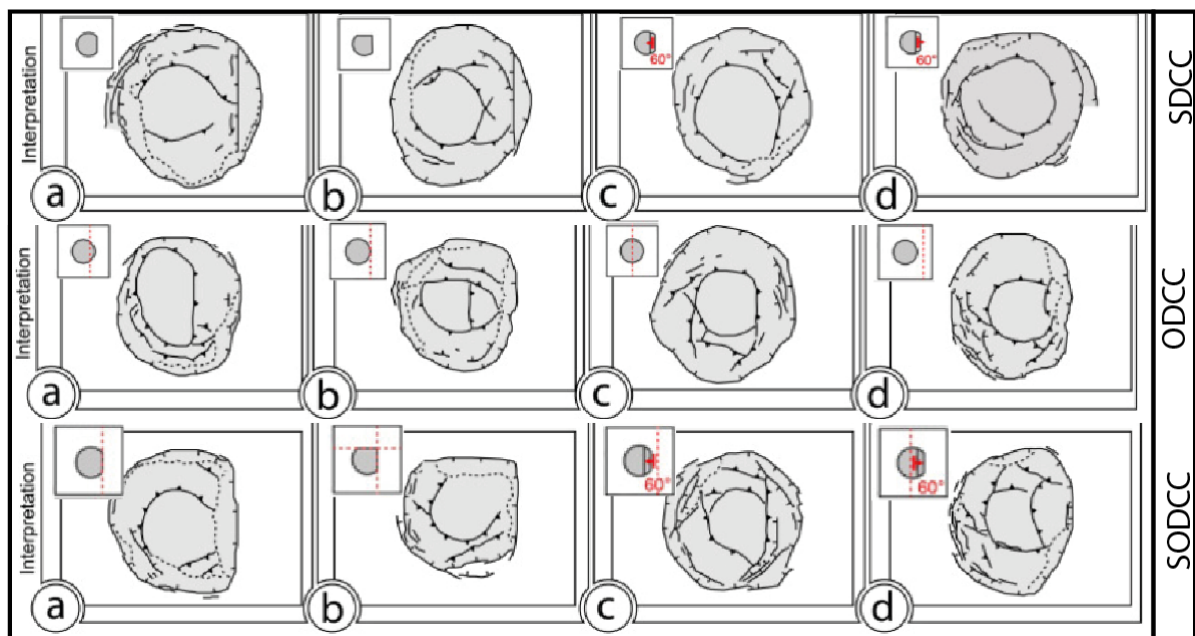 Interpretation
60°
60°
a
b
c
d
SDCC
Interpretation
a
b
c
d
ODCC
Interpretation
60°
60°
a
b
c
d
SODCC